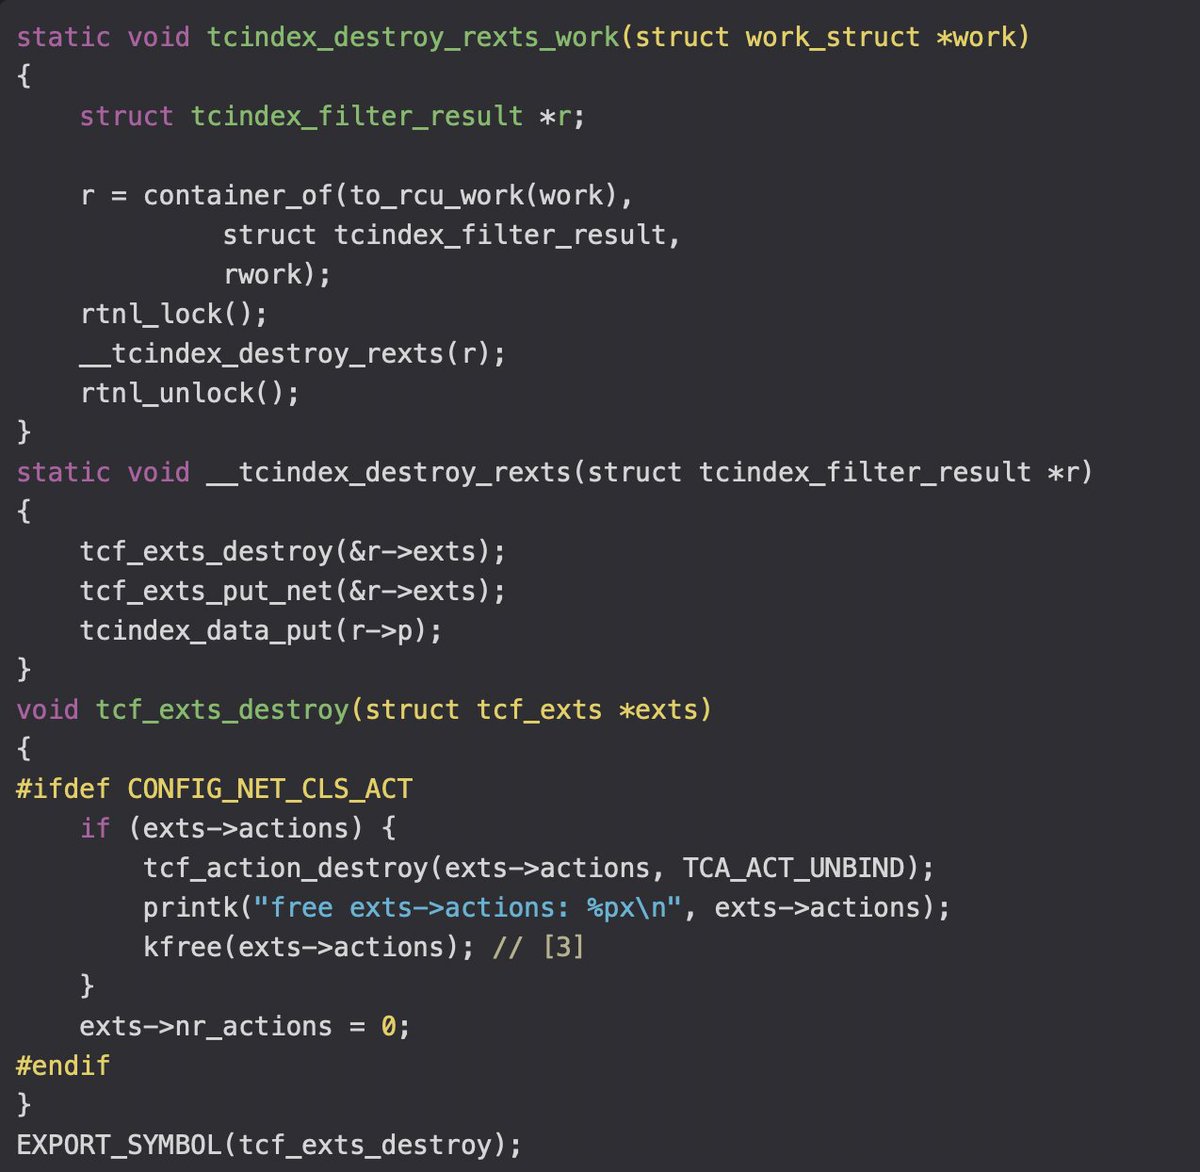 static void tcindex_destroy_rexts_work(struct work_struct *work)
{
    struct tcindex_filter_result *r;

    r = container_of(to_rcu_work(work),
             struct tcindex_filter_result,
             rwork);
    rtnl_lock();
    __tcindex_destroy_rexts(r);
    rtnl_unlock();
}
static void __tcindex_destroy_rexts(struct tcindex_filter_result *r)
{
    tcf_exts_destroy(&r->exts);
    tcf_exts_put_net(&r->exts);
    tcindex_data_put(r->p);
}
void tcf_exts_destroy(struct tcf_exts *exts)
{
#ifdef CONFIG_NET_CLS_ACT
    if (exts->actions) {
        tcf_action_destroy(exts->actions, TCA_ACT_UNBIND);
        printk("free exts->actions: %px\n", exts->actions);
        kfree(exts->actions); // [3]
    }
    exts->nr_actions = 0;
#endif
}
EXPORT_SYMBOL(tcf_exts_destroy);